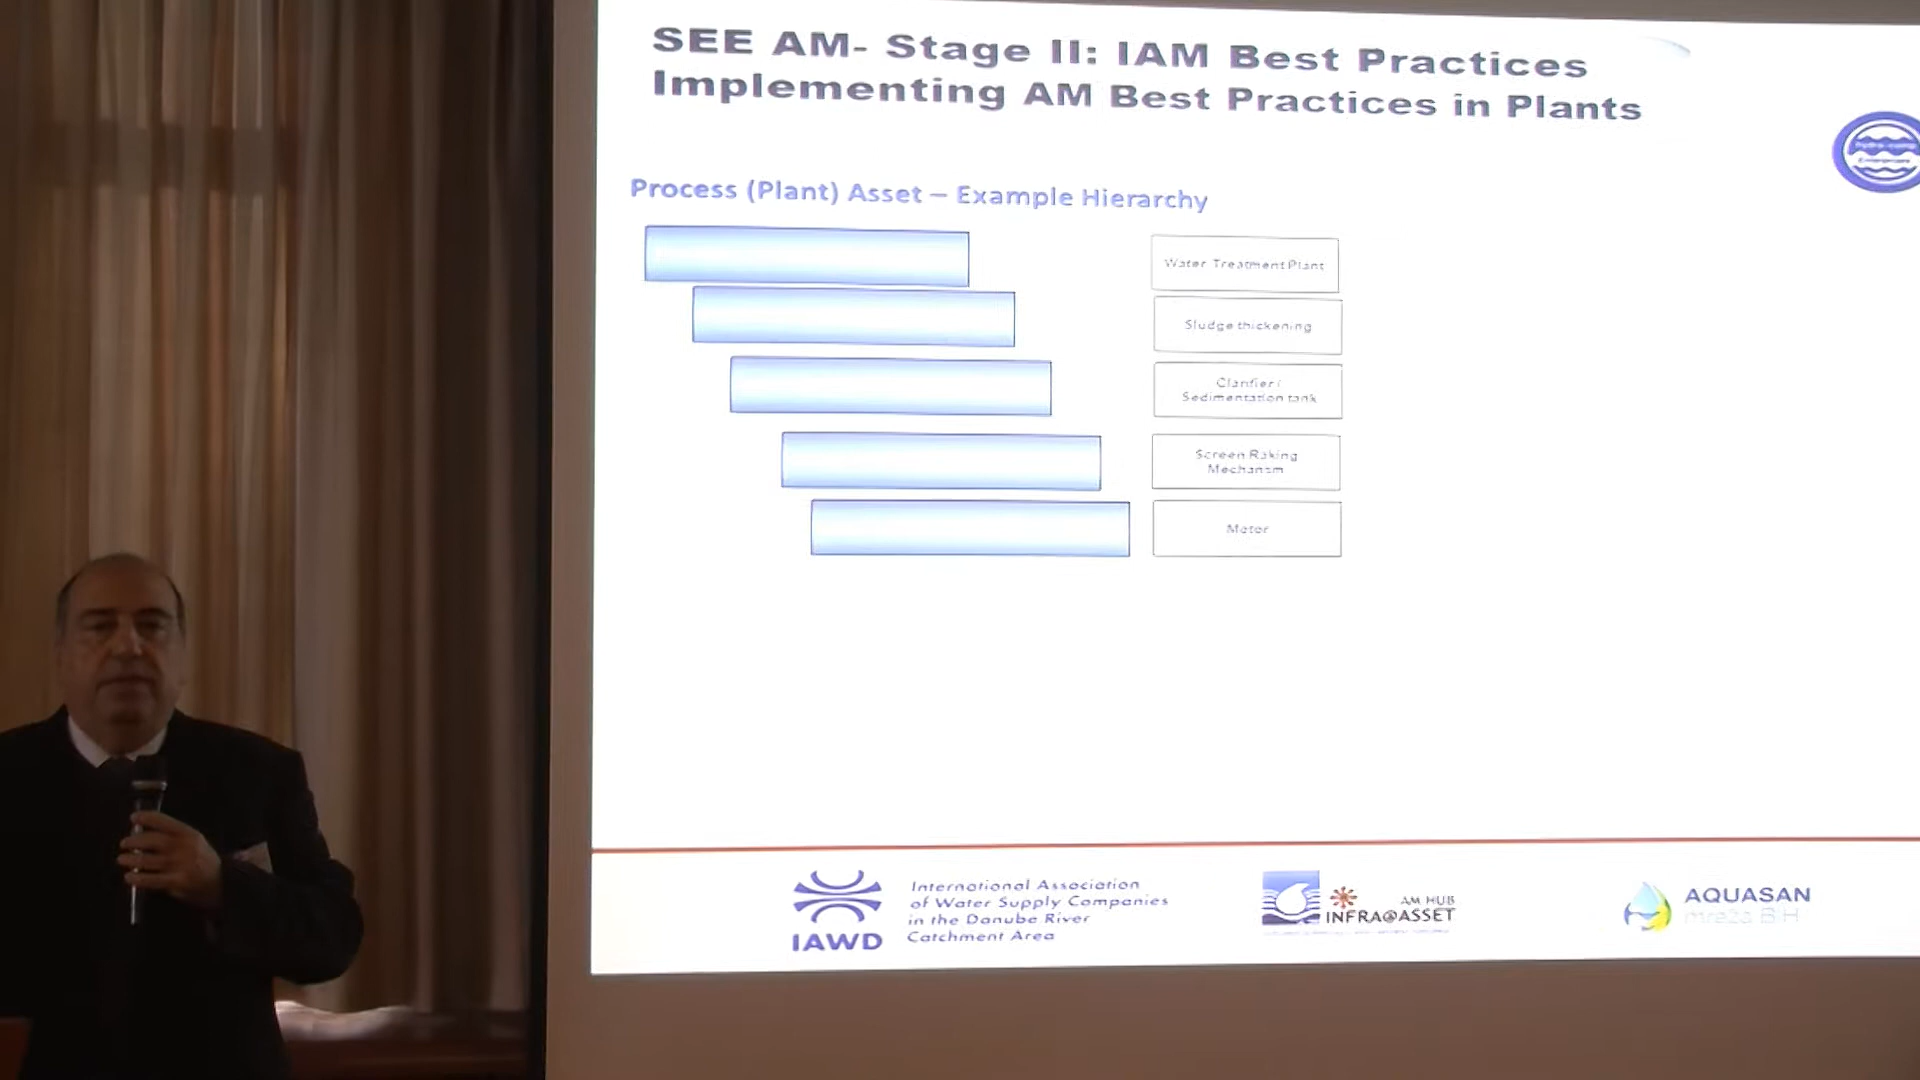 SEE AM- Stage II: IAM Best Practices
Implementing AM Best Practices in Plants
Process (Plant) Asset – Example Hierarchy
Water Treatment Plant
Sludge thickening
Clarifier /
Sedimentation tank
Screen Raking
Mechanism
Motor
International Association
of Water Supply Companies
in the Danube River
Catchment Area
IAWD
AM HUB
INFRA@ASSET
AQUASAN
mreža BiH